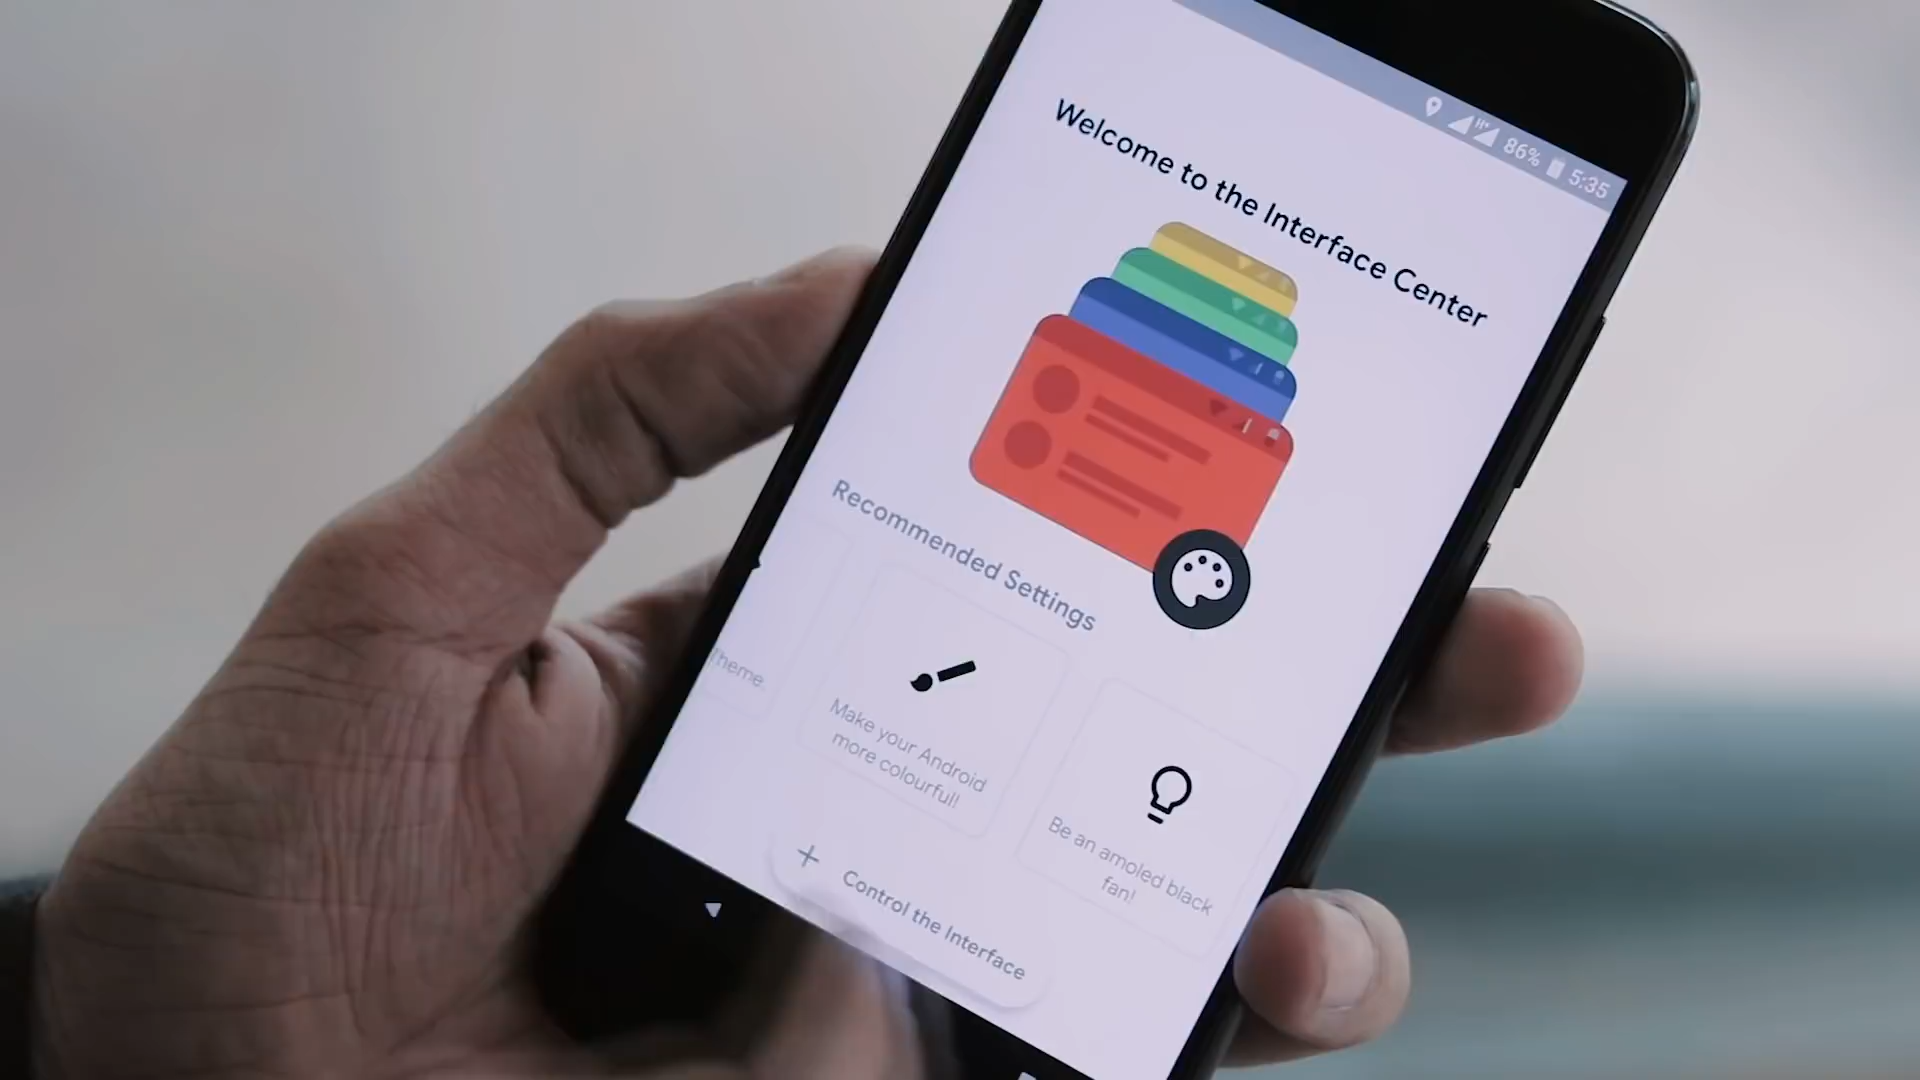 H+ 86% 5:35
Welcome to the Interface Center
Recommended Settings
Theme.
Make your Android
more colourful!
Be an amoled black
fan!
+ Control the Interface